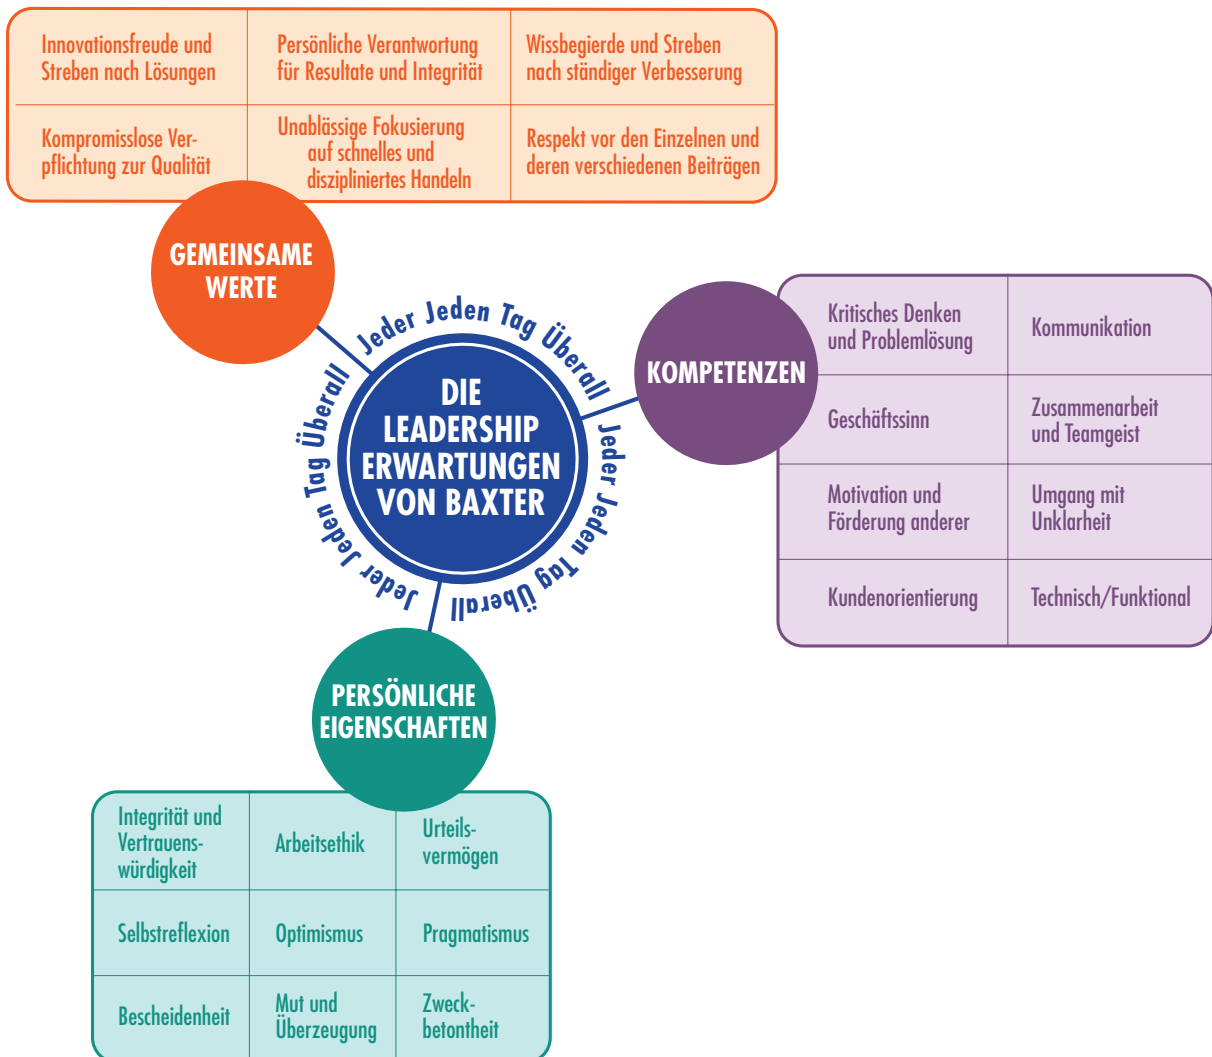 Innovationsfreude und
Streben nach Lösungen
Persönliche Verantwortung
für Resultate und Integrität
Wissbegierde und Streben
nach ständiger Verbesserung
Kompromisslose Ver-
pflichtung zur Qualität
Unablässige Fokusierung
auf schnelles und
diszipliniertes Handeln
Respekt vor den Einzelnen und
deren verschiedenen Beiträgen
GEMEINSAME
WERTE
Jeder Jeden Tag Überall
Jeder Jeden Tag Überall
Jeder Jeden Tag Überall
DIE
LEADERSHIP
ERWARTUNGEN
VON BAXTER
KOMPETENZEN
Kritisches Denken
und Problemlösung
Kommunikation
Geschäftssinn
Zusammenarbeit
und Teamgeist
Motivation und
Förderung anderer
Umgang mit
Unklarheit
Kundenorientierung
Technisch/Funktional
PERSÖNLICHE
EIGENSCHAFTEN
Integrität und
Vertrauens-
würdigkeit
Arbeitsethik
Urteils-
vermögen
Selbstreflexion
Optimismus
Pragmatismus
Bescheidenheit
Mut und
Überzeugung
Zweck-
betontheit